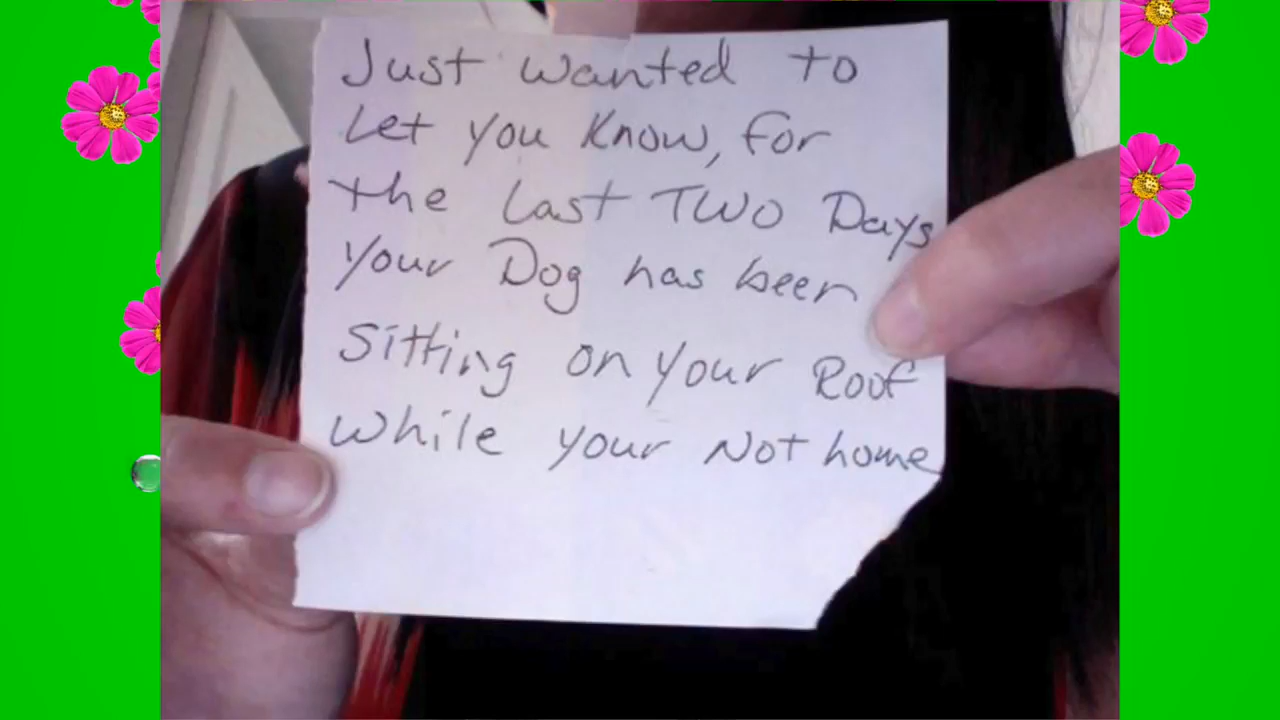 Just wanted to
Let you Know, for
the last TWO Days
your Dog has been
Sitting on your Roof
While your Not home